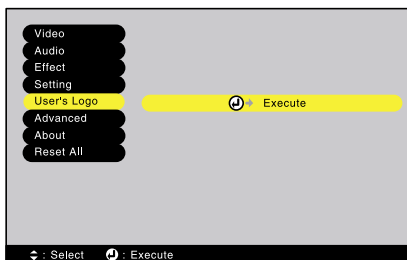 Video
Audio
Effect
Setting
User's Logo
Execute
Advanced
About
Reset All
: Select : Execute